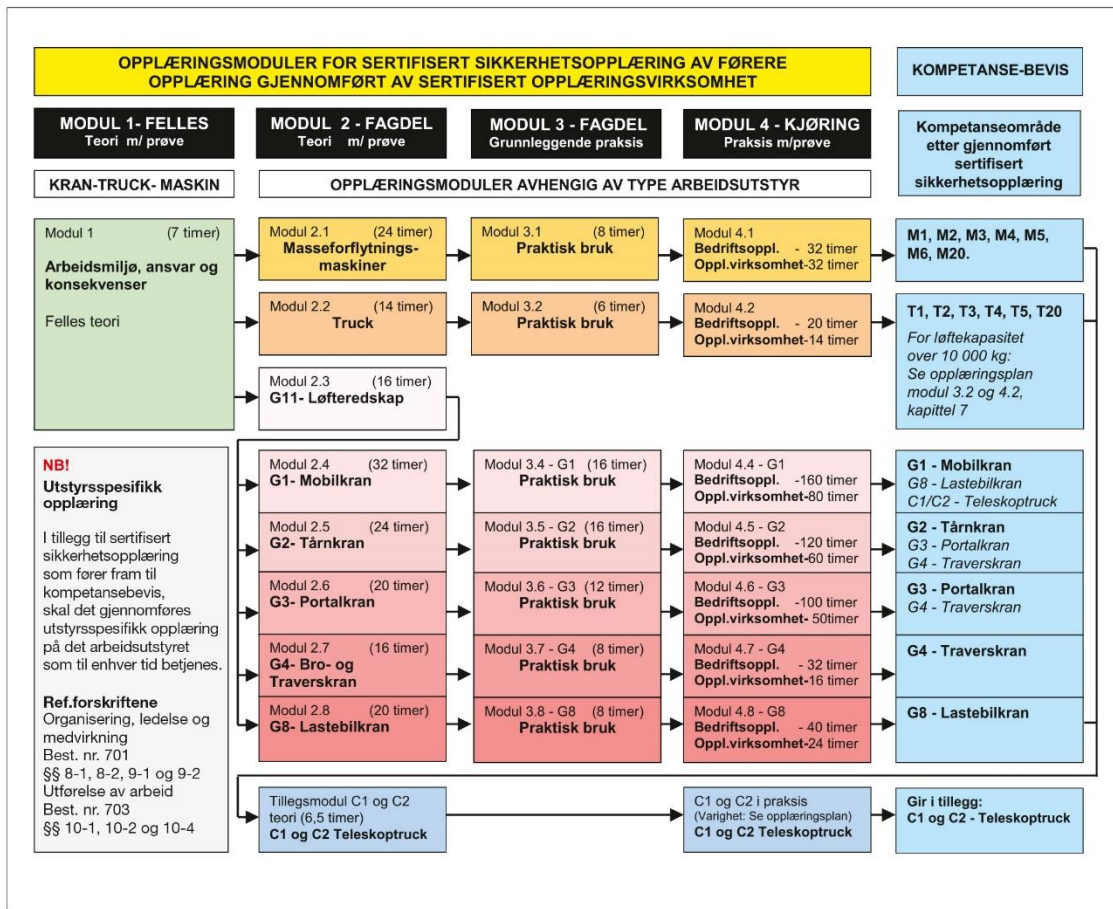 OPPLÆRINGSMODULER FOR SERTIFISERT SIKKERHETSOPPLÆRING AV FØRERE
OPPLÆRING GJENNOMFØRT AV SERTIFISERT OPPLÆRINGSVIRKSOMHET
KOMPETANSE-BEVIS
MODUL 1- FELLES
Teori m/ prøve
MODUL 2 - FAGDEL
Teori m/ prøve
MODUL 3 - FAGDEL
Grunnleggende praksis
MODUL 4 - KJØRING
Praksis m/prøve
Kompetanseområde
etter gjennomført
sertifisert
sikkerhetsopplæring
KRAN-TRUCK- MASKIN
OPPLÆRINGSMODULER AVHENGIG AV TYPE ARBEIDSUTSTYR
Modul 1 (7 timer)
Arbeidsmiljø, ansvar og
konsekvenser
Felles teori
Modul 2.1 (24 timer)
Masseforflytnings-
maskiner
Modul 3.1 (8 timer)
Praktisk bruk
Modul 4.1
Bedriftsoppl. - 32 timer
Oppl.virksomhet-32 timer
M1, M2, M3, M4, M5,
M6, M20.
Modul 2.2 (14 timer)
Truck
Modul 3.2 (6 timer)
Praktisk bruk
Modul 4.2
Bedriftsoppl. - 20 timer
Oppl.virksomhet-14 timer
T1, T2, T3, T4, T5, T20
For løftekapasitet
over 10 000 kg:
Se opplæringsplan
modul 3.2 og 4.2,
kapittel 7
Modul 2.3 (16 timer)
G11- Løfteredskap
NB!
Utstyrsspesifikk
opplæring
I tillegg til sertifisert
sikkerhetsopplæring
som fører fram til
kompetansebevis,
skal det gjennomføres
utstyrsspesifikk opplæring
på det arbeidsutstyret
som til enhver tid betjenes.
Ref.forskriftene
Organisering, ledelse og
medvirkning
Best. nr. 701
§§ 8-1, 8-2, 9-1 og 9-2
Utførelse av arbeid
Best. nr. 703
§§ 10-1, 10-2 og 10-4
Modul 2.4 (32 timer)
G1- Mobilkran
Modul 3.4 - G1 (16 timer)
Praktisk bruk
Modul 4.4 - G1
Bedriftsoppl. -160 timer
Oppl.virksomhet-80 timer
G1 - Mobilkran
G8 - Lastebilkran
C1/C2 - Teleskoptruck
Modul 2.5 (24 timer)
G2- Tårnkran
Modul 3.5 - G2 (16 timer)
Praktisk bruk
Modul 4.5 - G2
Bedriftsoppl. -120 timer
Oppl.virksomhet-60 timer
G2 - Tårnkran
G3 - Portalkran
G4 - Traverskran
Modul 2.6 (20 timer)
G3- Portalkran
Modul 3.6 - G3 (12 timer)
Praktisk bruk
Modul 4.6 - G3
Bedriftsoppl. -100 timer
Oppl.virksomhet- 50timer
G3 - Portalkran
G4 - Traverskran
Modul 2.7 (16 timer)
G4- Bro- og
Traverskran
Modul 3.7 - G4 (8 timer)
Praktisk bruk
Modul 4.7 - G4
Bedriftsoppl. - 32 timer
Oppl.virksomhet-16 timer
G4 - Traverskran
Modul 2.8 (20 timer)
G8- Lastebilkran
Modul 3.8 - G8 (8 timer)
Praktisk bruk
Modul 4.8 - G8
Bedriftsoppl. - 40 timer
Oppl.virksomhet-24 timer
G8 - Lastebilkran
Tillegsmodul C1 og C2
teori (6,5 timer)
C1 og C2 Teleskoptruck
C1 og C2 i praksis
(Varighet: Se opplæringsplan)
C1 og C2 Teleskoptruck
Gir i tillegg:
C1 og C2 - Teleskoptruck